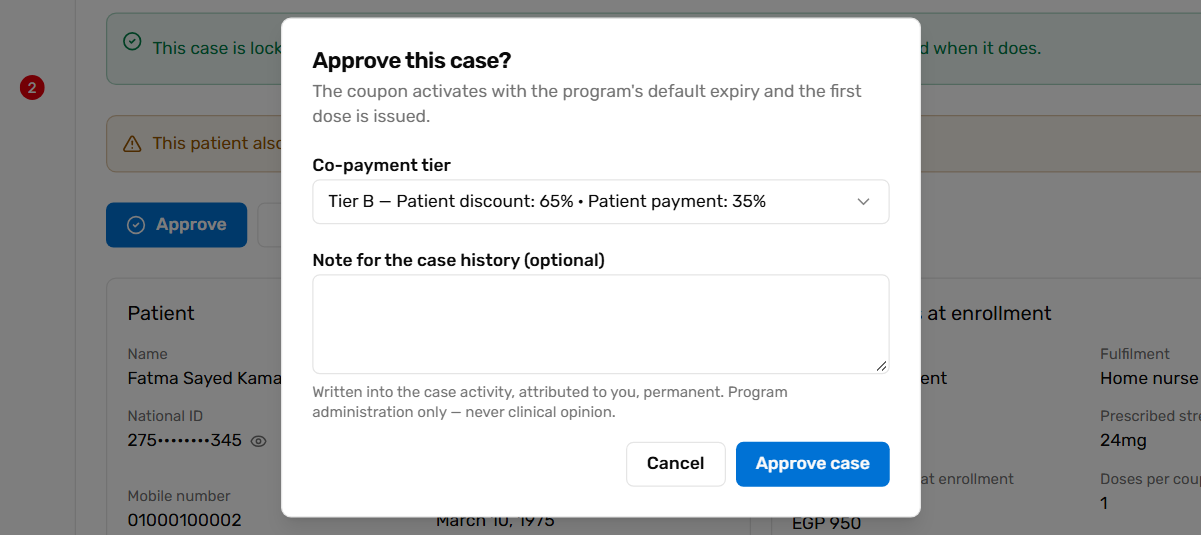 This case is lock
d when it does.
2
This patient also
Approve
Patient
Name
Fatma Sayed Kama
National ID
275••••••••345
Mobile number
01000100002
March 10, 1975
at enrollment
ent
at enrollment
EGP 950
Fulfilment
Home nurse
Prescribed stre
24mg
Doses per coup
1
Approve this case?
The coupon activates with the program's default expiry and the first
dose is issued.
Co-payment tier
Tier B — Patient discount: 65% • Patient payment: 35%
Note for the case history (optional)
Written into the case activity, attributed to you, permanent. Program
administration only — never clinical opinion.
Cancel
Approve case